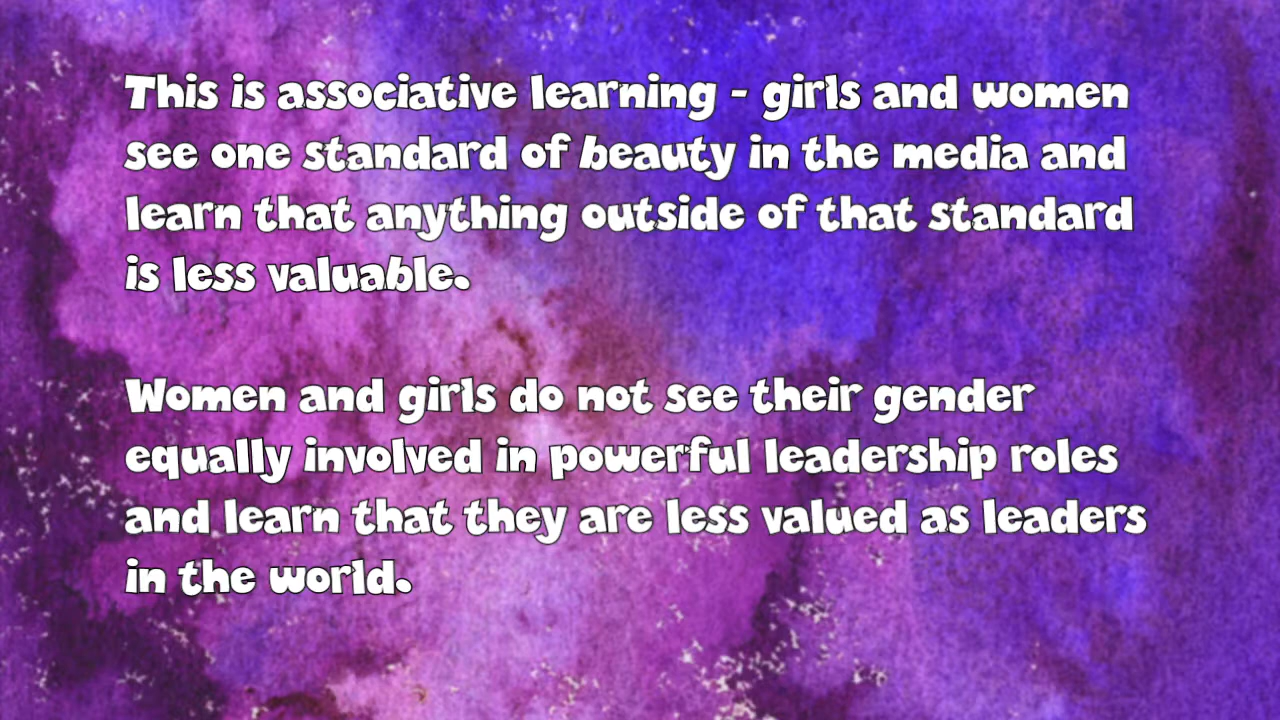 This is associative learning - girls and women
see one standard of beauty in the media and
learn that anything outside of that standard
is less valuable.
Women and girls do not see their gender
equally involved in powerful leadership roles
and learn that they are less valued as leaders
in the world.